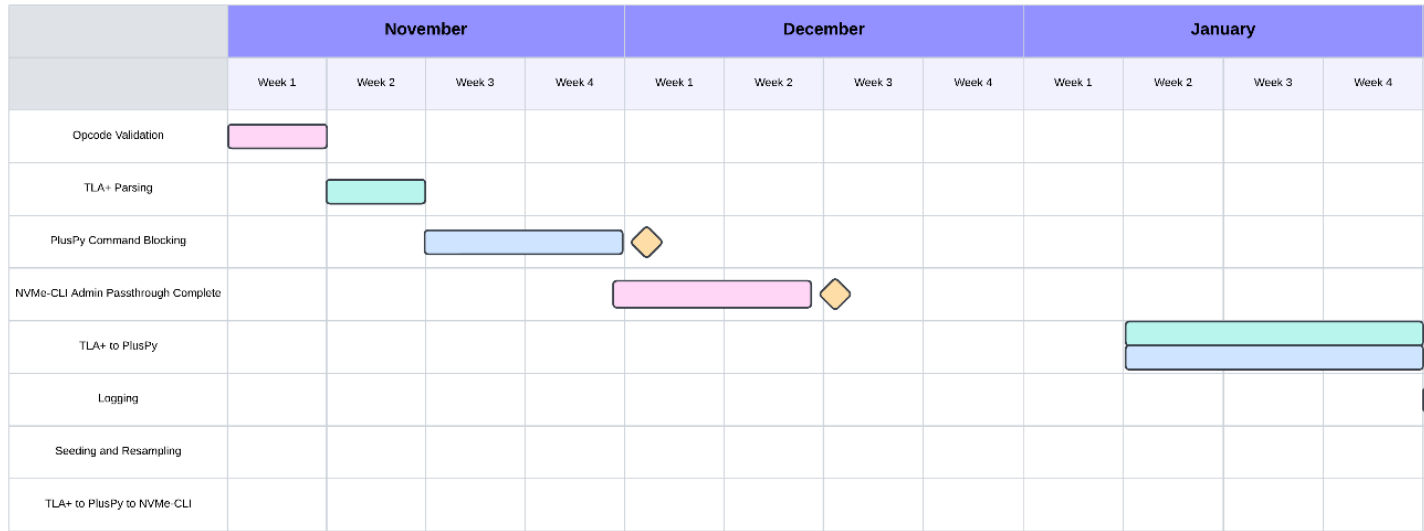 November December January
Week 1 Week 2 Week 3 Week 4 Week 1 Week 2 Week 3 Week 4 Week 1 Week 2 Week 3 Week 4
Opcode Validation
TLA+ Parsing
PlusPy Command Blocking
NVMe-CLI Admin Passthrough Complete
TLA+ to PlusPy
Logging
Seeding and Resampling
TLA+ to PlusPy to NVMe-CLI